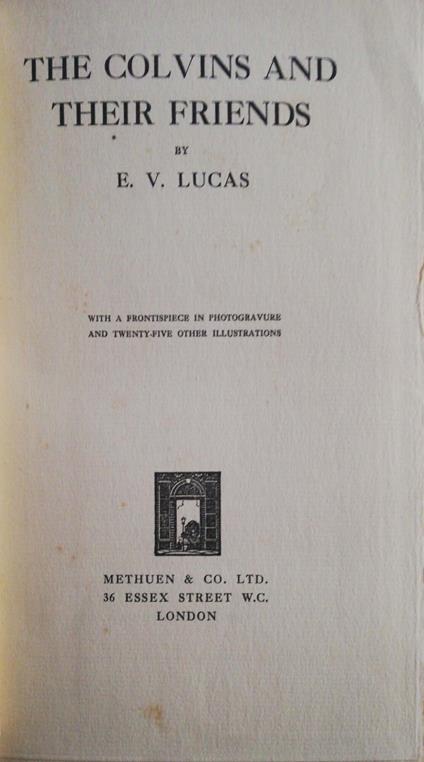 THE COLVINS AND
THEIR FRIENDS
BY
E. V. LUCAS
WITH A FRONTISPIECE IN PHOTOGRAVURE
AND TWENTY-FIVE OTHER ILLUSTRATIONS
METHUEN & CO. LTD.
36 ESSEX STREET W.C.
LONDON